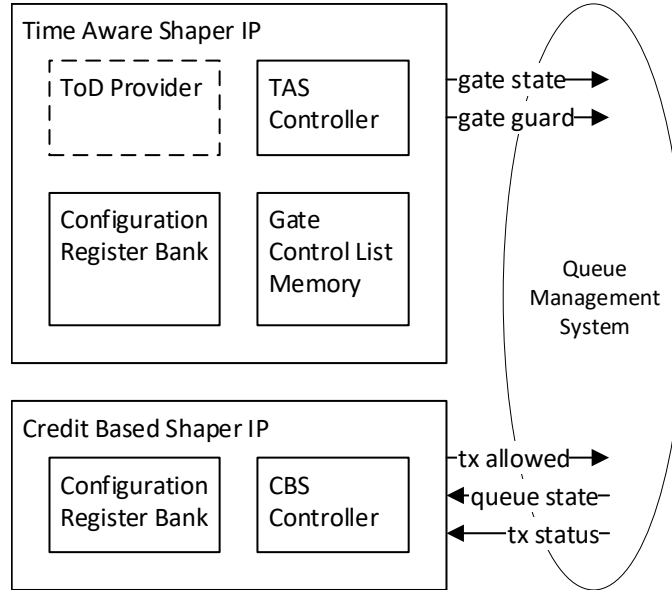 Time Aware Shaper IP
ToD Provider
TAS
Controller
gate state
gate guard
Configuration
Register Bank
Gate
Control List
Memory
Queue
Management
System
Credit Based Shaper IP
Configuration
Register Bank
CBS
Controller
tx allowed
queue state
tx status